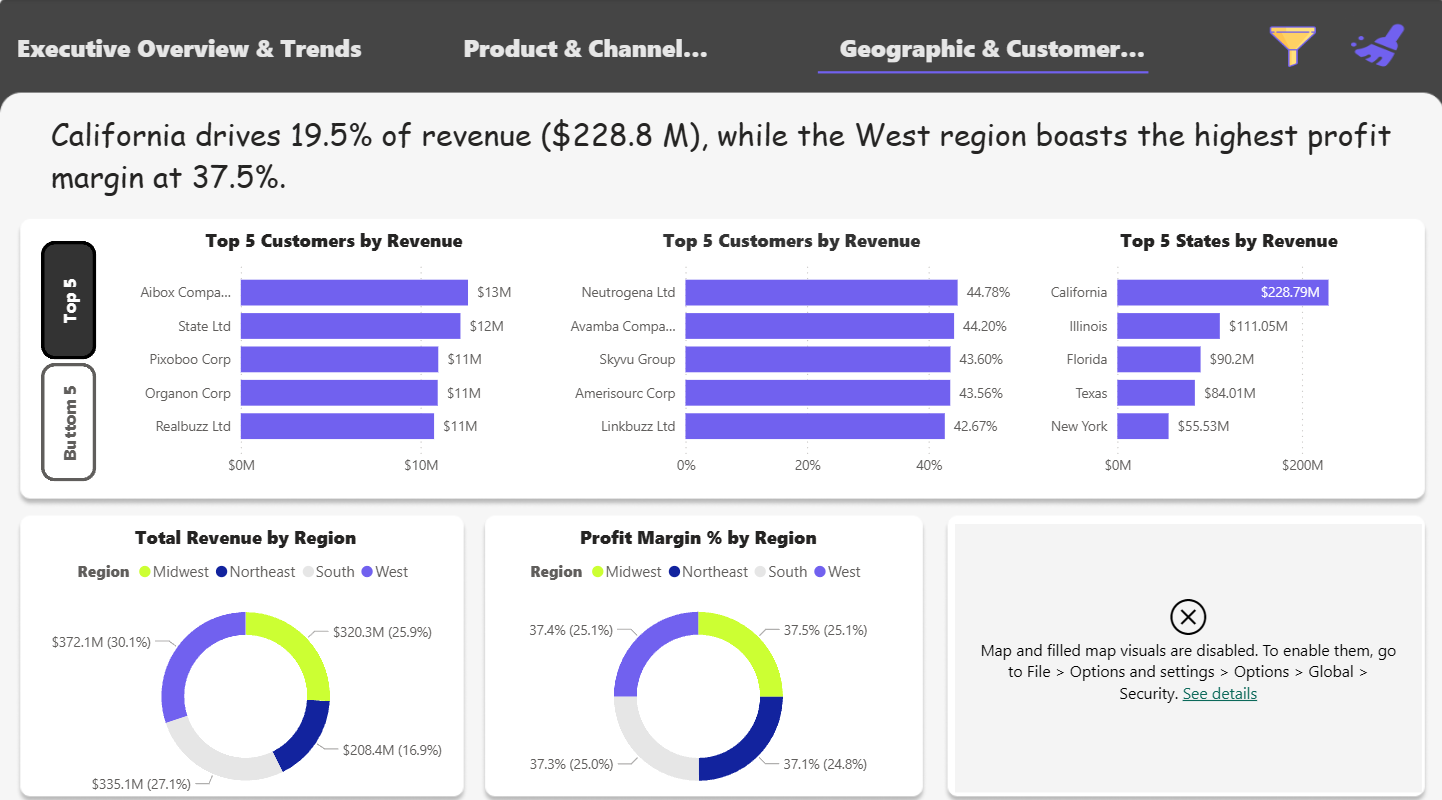 Executive Overview & Trends
Product & Channel...
Geographic & Customer...
California drives 19.5% of revenue ($228.8 M), while the West region boasts the highest profit
margin at 37.5%.
Top 5
Buttom 5
Top 5 Customers by Revenue
Aibox Compa...
$13M
State Ltd
$12M
Pixoboo Corp
$11M
Organon Corp
$11M
Realbuzz Ltd
$11M
$0M
$10M
Top 5 Customers by Revenue
Neutrogena Ltd
44.78%
Avamba Compa...
44.20%
Skyvu Group
43.60%
Amerisourc Corp
43.56%
Linkbuzz Ltd
42.67%
0%
20%
40%
Top 5 States by Revenue
California
$228.79M
Illinois
$111.05M
Florida
$90.2M
Texas
$84.01M
New York
$55.53M
$0M
$200M
Total Revenue by Region
Region Midwest Northeast South West
$372.1M (30.1%)
$320.3M (25.9%)
$208.4M (16.9%)
$335.1M (27.1%)
Profit Margin % by Region
Region Midwest Northeast South West
37.4% (25.1%)
37.5% (25.1%)
37.3% (25.0%)
37.1% (24.8%)
Map and filled map visuals are disabled. To enable them, go
to File > Options and settings > Options > Global >
Security. See details